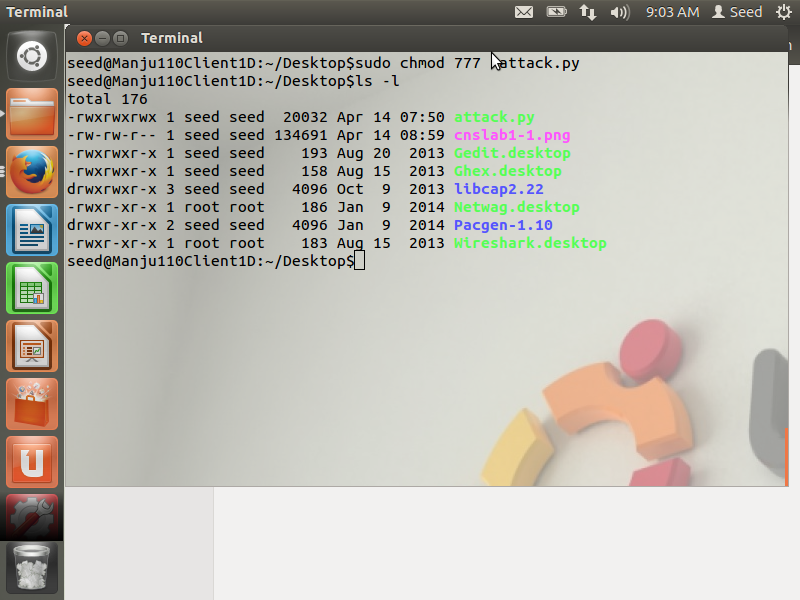 Terminal
9:03 AM
Seed
Terminal
seed@Manju110Client1D:~/Desktop$sudo chmod 777 attack.py
seed@Manju110Client1D:~/Desktop$ls -l
total 176
-rwxrwxrwx 1 seed seed  20032 Apr 14 07:50 attack.py
-rw-rw-r-- 1 seed seed 134691 Apr 14 08:59 cnslab1-1.png
-rwxrwxr-x 1 seed seed    193 Aug 20  2013 Gedit.desktop
-rwxrwxr-x 1 seed seed    158 Aug 15  2013 Ghex.desktop
drwxrwxr-x 3 seed seed   4096 Oct  9  2013 libcap2.22
-rwxr-xr-x 1 root root    186 Jan  9  2014 Netwag.desktop
drwxr-xr-x 2 seed seed   4096 Jan  9  2014 Pacgen-1.10
-rwxr-xr-x 1 root root    183 Aug 15  2013 Wireshark.desktop
seed@Manju110Client1D:~/Desktop$